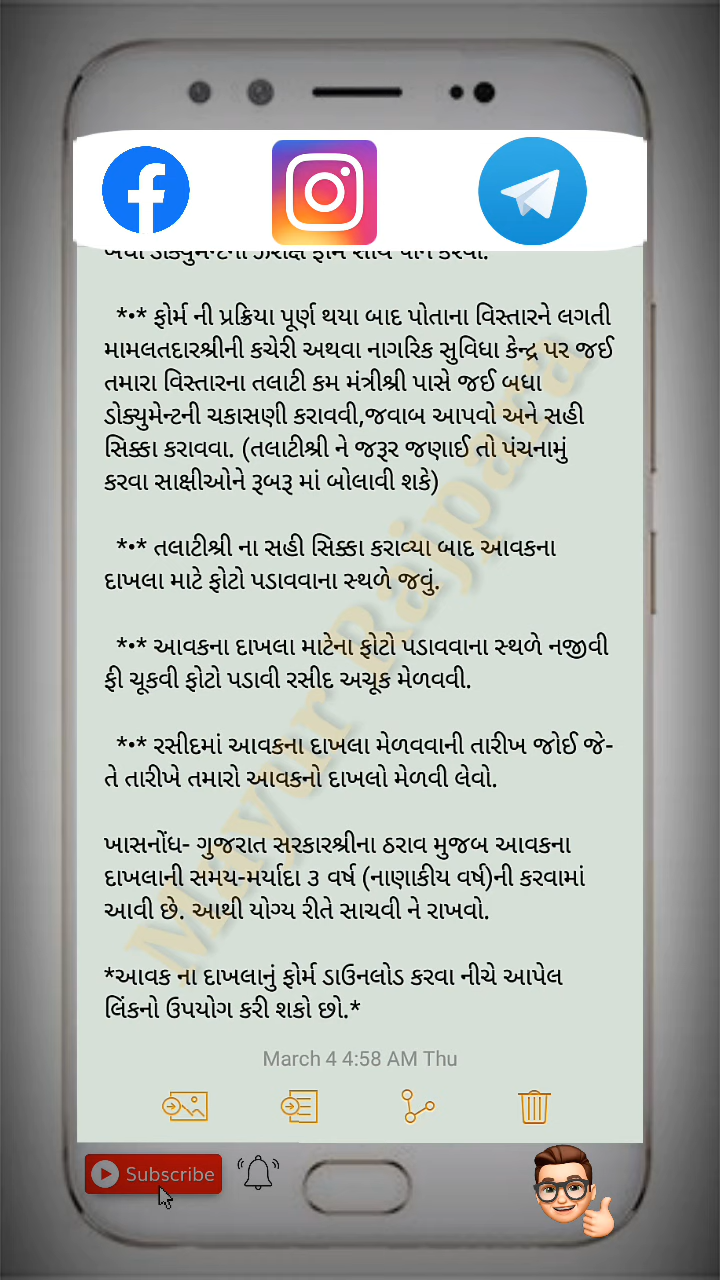 *•* ફોર્મ ની પ્રક્રિયા પૂર્ણ થયા બાદ પોતાના વિસ્તારને લગતી
મામલતદારશ્રીની કચેરી અથવા નાગરિક સુવિધા કેન્દ્ર પર જઈ
તમારા વિસ્તારના તલાટી કમ મંત્રીશ્રી પાસે જઈ બધા
ડોક્યુમેન્ટની ચકાસણી કરાવવી,જવાબ આપવો અને સહી
સિક્કા કરાવવા. (તલાટીશ્રી ને જરૂર જણાઈ તો પંચનામું
કરવા સાક્ષીઓને રૂબરૂ માં બોલાવી શકે)
*•* તલાટીશ્રી ના સહી સિક્કા કરાવ્યા બાદ આવકના
દાખલા માટે ફોટો પડાવવાના સ્થળે જવું.
*•* આવકના દાખલા માટેના ફોટો પડાવવાના સ્થળે નજીવી
ફી ચૂકવી ફોટો પડાવી રસીદ અચૂક મેળવવી.
*•* રસીદમાં આવકના દાખલા મેળવવાની તારીખ જોઈ જે-
તે તારીખે તમારો આવકનો દાખલો મેળવી લેવો.
ખાસનોંધ- ગુજરાત સરકારશ્રીના ઠરાવ મુજબ આવકના
દાખલાની સમય-મર્યાદા ૩ વર્ષ (નાણાકીય વર્ષ)ની કરવામાં
આવી છે. આથી યોગ્ય રીતે સાચવી ને રાખવો.
*આવક ના દાખલાનું ફોર્મ ડાઉનલોડ કરવા નીચે આપેલ
લિંકનો ઉપયોગ કરી શકો છો.*
Mayur Rajpara
March 4 4:58 AM Thu
Subscribe